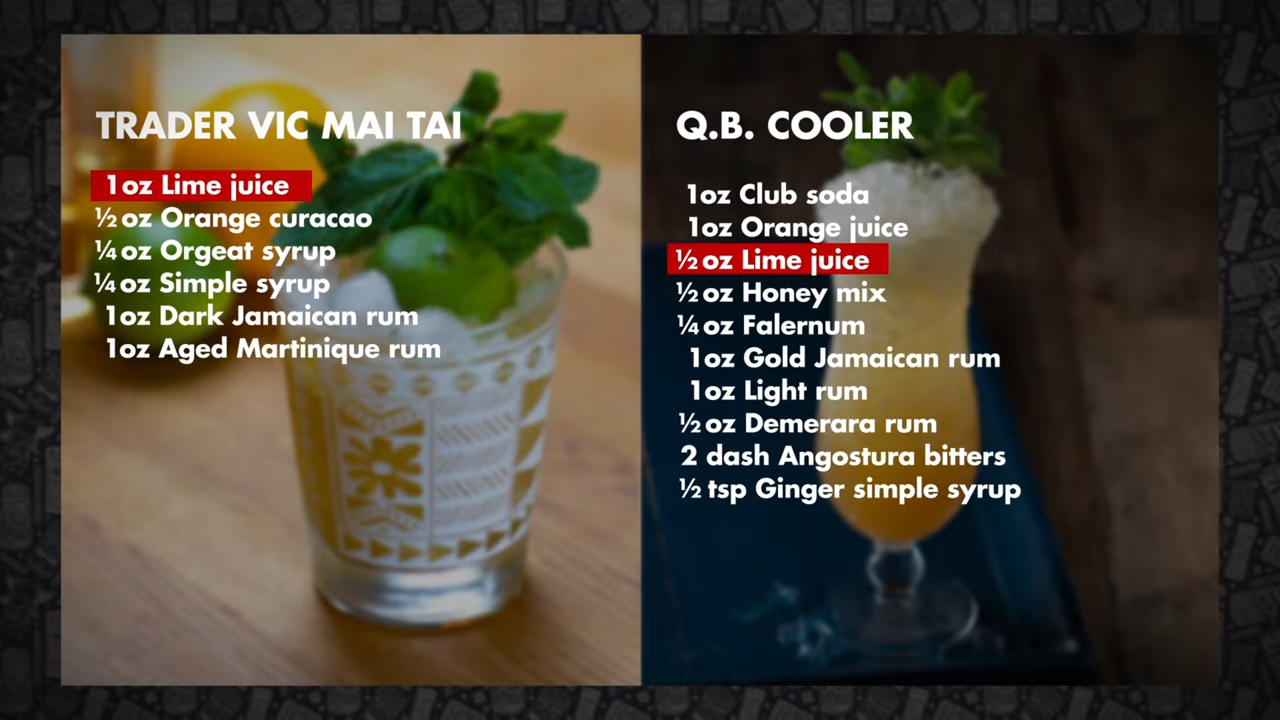 TRADER VIC MAI TAI
1oz Lime juice
½ oz Orange curacao
¼ oz Orgeat syrup
¼ oz Simple syrup
1oz Dark Jamaican rum
1oz Aged Martinique rum
Q.B. COOLER
1oz Club soda
1oz Orange juice
½ oz Lime juice
½ oz Honey mix
¼ oz Falernum
1oz Gold Jamaican rum
1oz Light rum
½ oz Demerara rum
2 dash Angostura bitters
½ tsp Ginger simple syrup